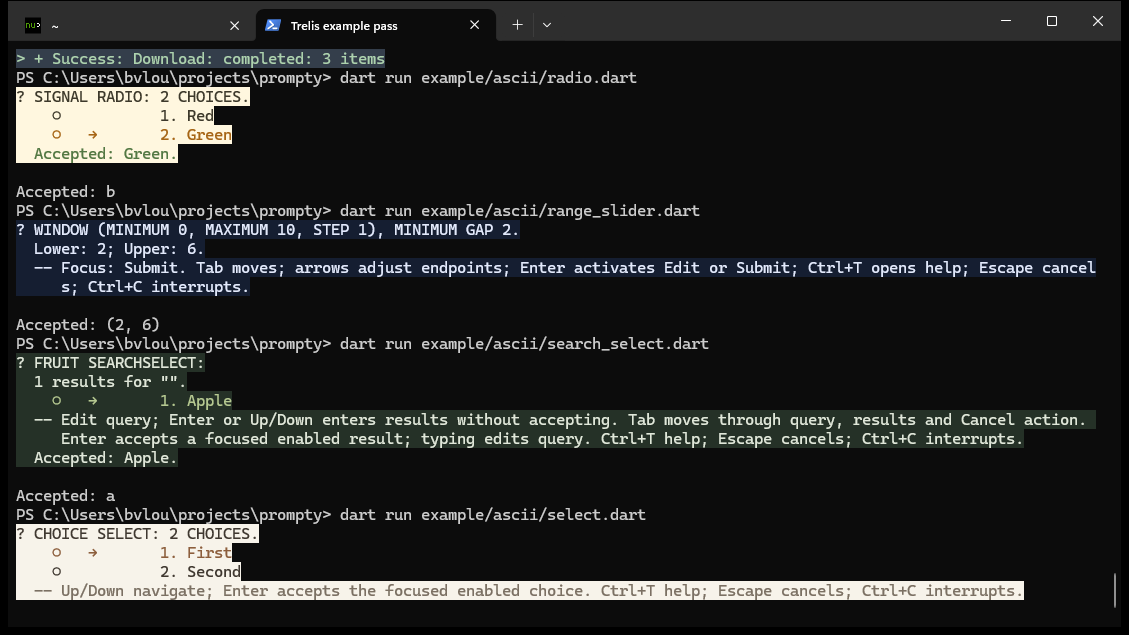 nu> ~
Trelis example pass
> + Success: Download: completed: 3 items
PS C:\Users\bvlou\projects\prompty> dart run example/ascii/radio.dart
? SIGNAL RADIO: 2 CHOICES.
○ 1. Red
○ → 2. Green
Accepted: Green.
Accepted: b
PS C:\Users\bvlou\projects\prompty> dart run example/ascii/range_slider.dart
? WINDOW (MINIMUM 0, MAXIMUM 10, STEP 1), MINIMUM GAP 2.
Lower: 2; Upper: 6.
-- Focus: Submit. Tab moves; arrows adjust endpoints; Enter activates Edit or Submit; Ctrl+T opens help; Escape cancel
s; Ctrl+C interrupts.
Accepted: (2, 6)
PS C:\Users\bvlou\projects\prompty> dart run example/ascii/search_select.dart
? FRUIT SEARCHSELECT:
1 results for "".
○ → 1. Apple
-- Edit query; Enter or Up/Down enters results without accepting. Tab moves through query, results and Cancel action.
Enter accepts a focused enabled result; typing edits query. Ctrl+T help; Escape cancels; Ctrl+C interrupts.
Accepted: Apple.
Accepted: a
PS C:\Users\bvlou\projects\prompty> dart run example/ascii/select.dart
? CHOICE SELECT: 2 CHOICES.
○ → 1. First
○ 2. Second
-- Up/Down navigate; Enter accepts the focused enabled choice. Ctrl+T help; Escape cancels; Ctrl+C interrupts.